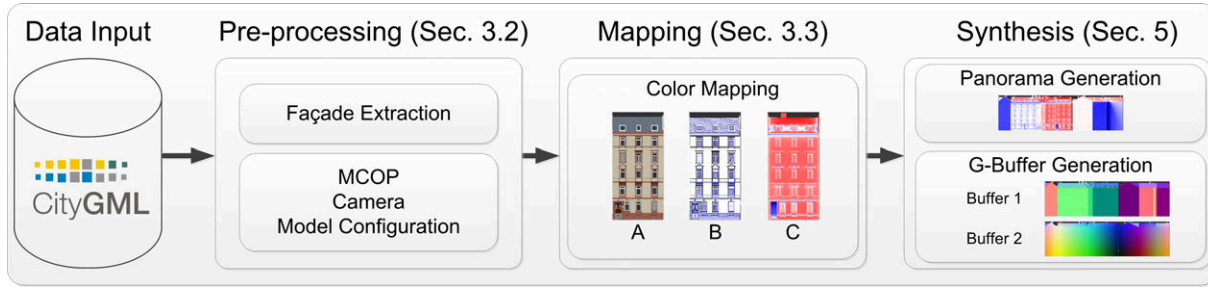 Data Input
CityGML
Pre-processing (Sec. 3.2)
Façade Extraction
MCOP
Camera
Model Configuration
Mapping (Sec. 3.3)
Color Mapping
A B C
Synthesis (Sec. 5)
Panorama Generation
G-Buffer Generation
Buffer 1
Buffer 2